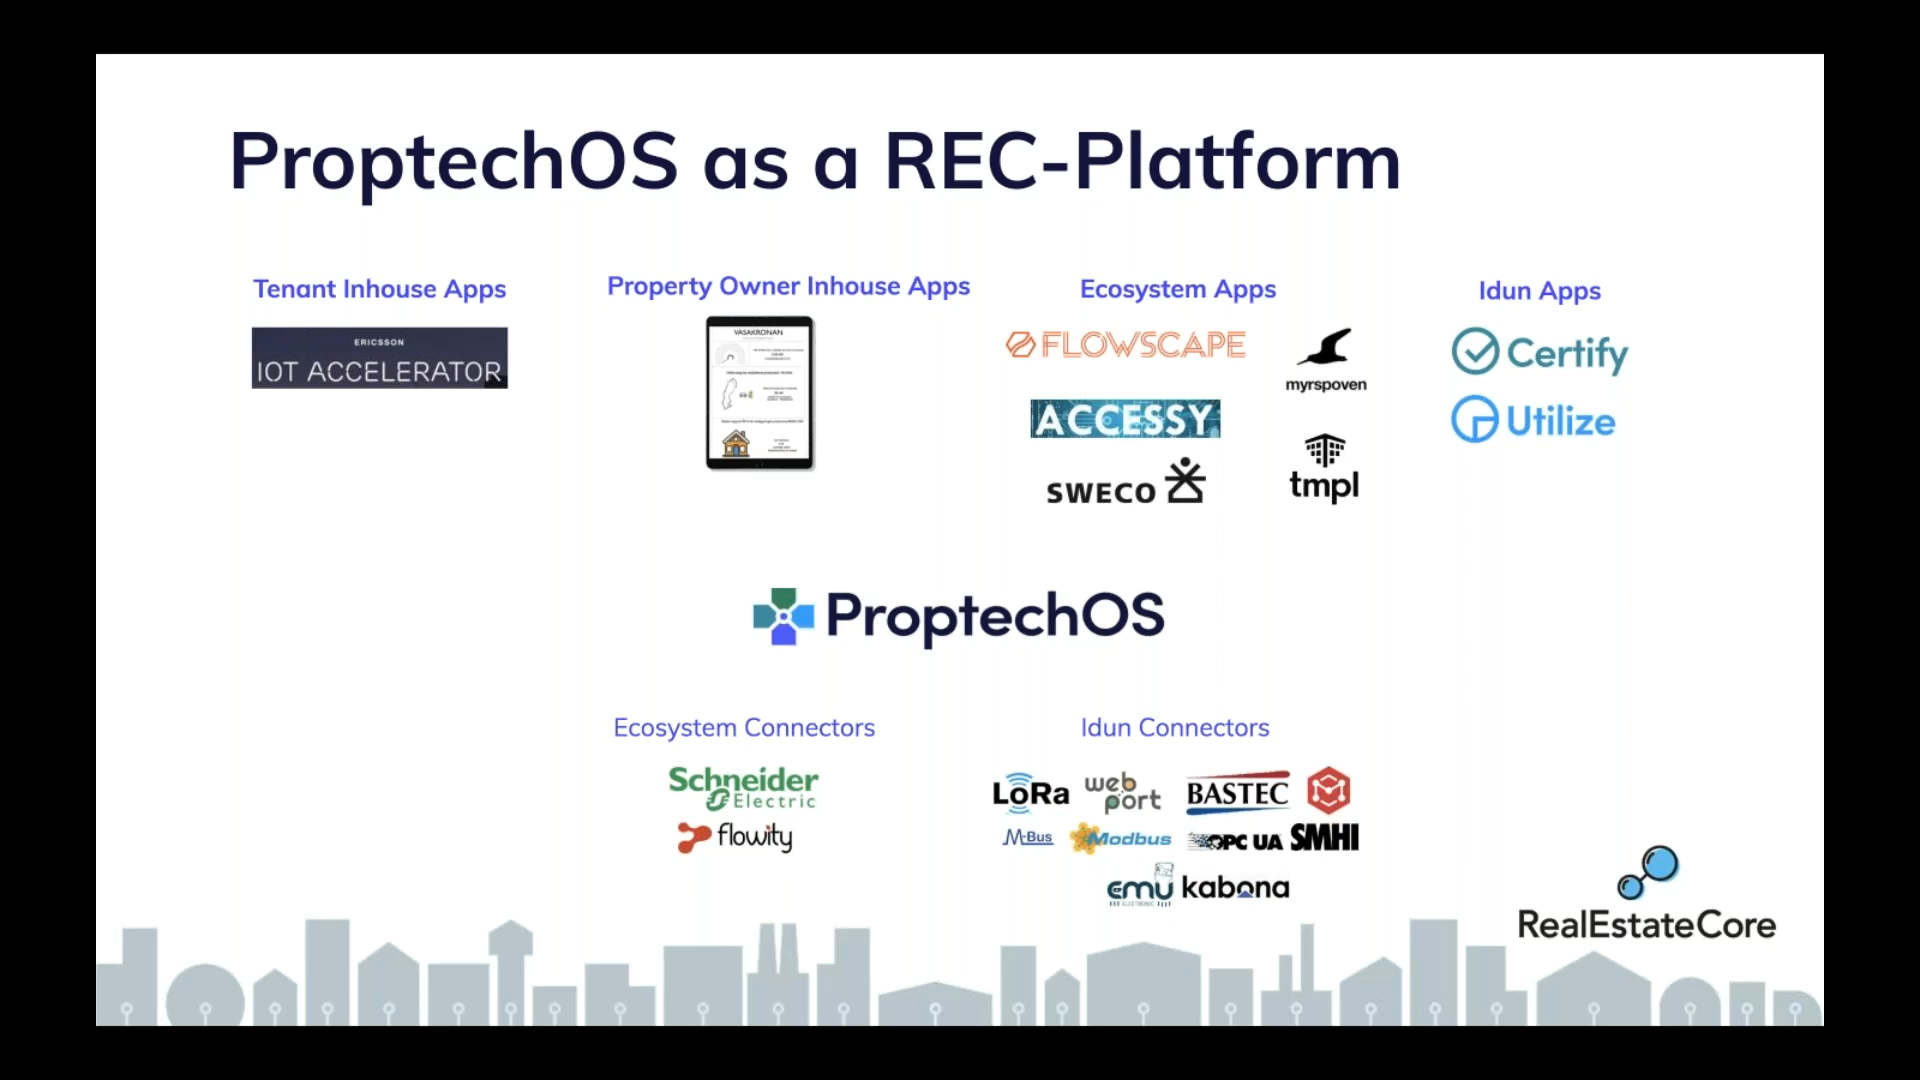 ProptechOS as a REC-Platform
Tenant Inhouse Apps
ERICSSON
IOT ACCELERATOR
Property Owner Inhouse Apps
VASAKRONAN
Ecosystem Apps
FLOWSCAPE
myrspoven
ACCESSY
SWECO
tmpl
Idun Apps
Certify
Utilize
ProptechOS
Ecosystem Connectors
Schneider
Electric
flowity
Idun Connectors
LoRa
web
port
BASTEC
M-Bus
Modbus
OPC UA
SMHI
emu
ELECTRONIC
kabona
RealEstateCore